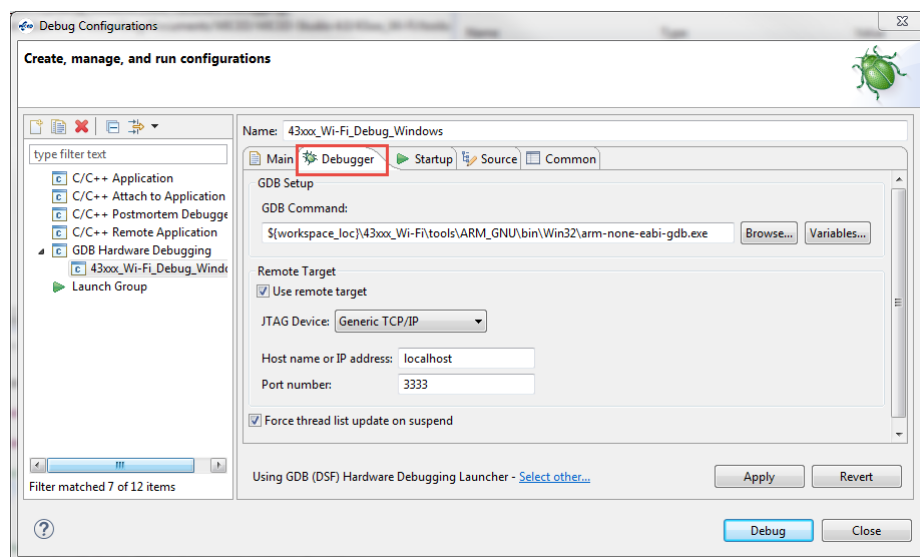 Debug Configurations
Create, manage, and run configurations
type filter text
C/C++ Application
C/C++ Attach to Application
C/C++ Postmortem Debugge
C/C++ Remote Application
GDB Hardware Debugging
43xxx_Wi-Fi_Debug_Windo
Launch Group
Filter matched 7 of 12 items
Name: 43xxx_Wi-Fi_Debug_Windows
Main Debugger Startup Source Common
GDB Setup
GDB Command:
${workspace_loc}\43xxx_Wi-Fi\tools\ARM_GNU\bin\Win32\arm-none-eabi-gdb.exe Browse... Variables...
Remote Target
Use remote target
JTAG Device: Generic TCP/IP
Host name or IP address: localhost
Port number: 3333
Force thread list update on suspend
Using GDB (DSF) Hardware Debugging Launcher - Select other... Apply Revert
Debug Close